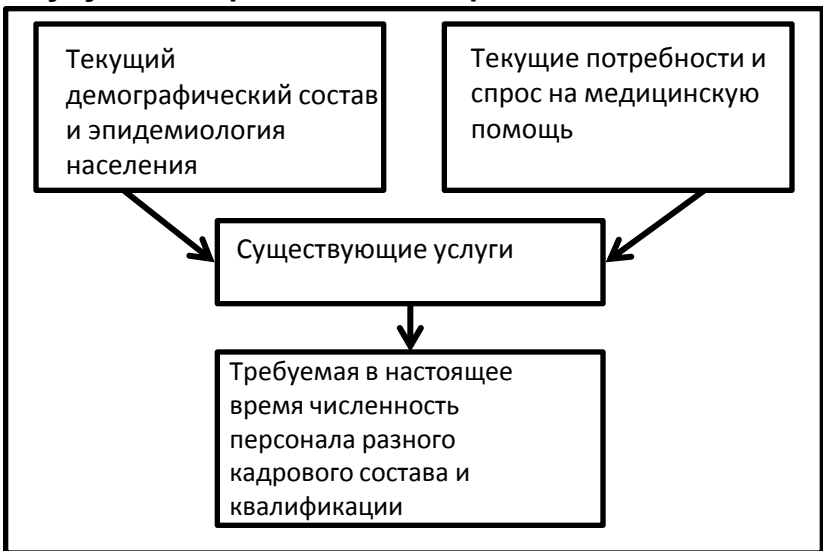 Текущий
демографический состав
и эпидемиология
населения
Текущие потребности и
спрос на медицинскую
помощь
Существующие услуги
Требуемая в настоящее
время численность
персонала разного
кадрового состава и
квалификации